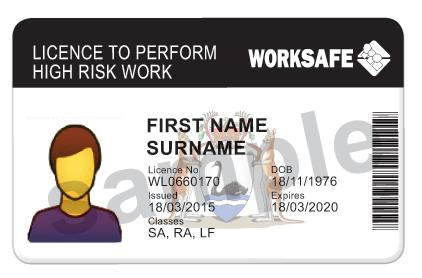 LICENCE TO PERFORM
HIGH RISK WORK
WORKSAFE
FIRST NAME
SURNAME
Licence No
WL0660170
DOB
18/11/1976
Issued
18/03/2015
Expires
18/03/2020
Classes
SA, RA, LF
sample